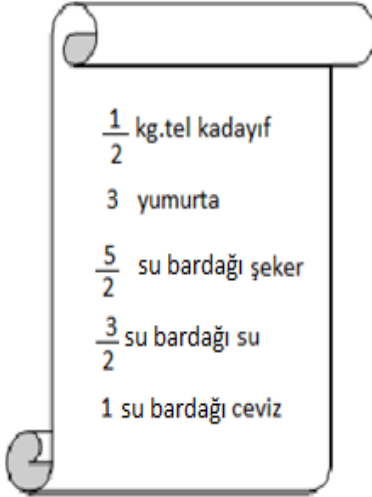 1/2 kg.tel kadayıf
3 yumurta
5/2 su bardağı şeker
3/2 su bardağı su
1 su bardağı ceviz